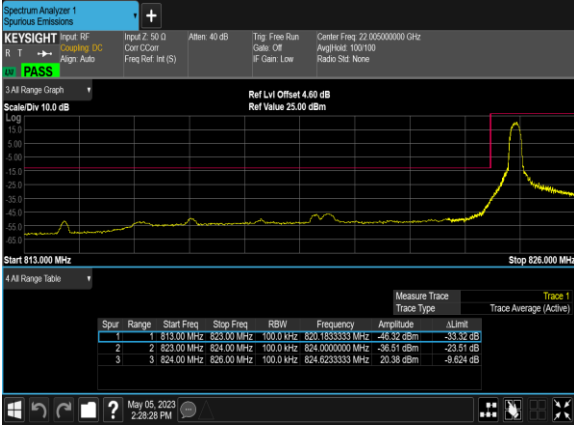 Spectrum Analyzer 1
Spurious Emissions
KEYSIGHT Input: RF Input Z: 50 Ω Atten: 40 dB Trig: Free Run Center Freq: 22.005000000 GHz
R T Coupling: DC Corr CCorr Gate: Off Avg|Hold: 100/100
Align: Auto Freq Ref: Int (S) IF Gain: Low Radio Std: None
PASS
3 All Range Graph
Ref Lvl Offset 4.60 dB
Scale/Div 10.0 dB Ref Value 25.00 dBm
Log
15.0
5.00
-5.00
-15.0
-25.0
-35.0
-45.0
-55.0
-65.0
Start 813.000 MHz Stop 826.000 MHz
4 All Range Table
Measure Trace Trace 1
Trace Type Trace Average (Active)
Spur Range Start Freq Stop Freq RBW Frequency Amplitude ΔLimit
1 1 813.00 MHz 823.00 MHz 100.0 kHz 820.1833333 MHz -46.32 dBm -33.32 dB
2 2 823.00 MHz 824.00 MHz 100.0 kHz 824.0000000 MHz -36.51 dBm -23.51 dB
3 3 824.00 MHz 826.00 MHz 100.0 kHz 824.6233333 MHz 20.38 dBm -9.624 dB
May 05, 2023
2:28:28 PM